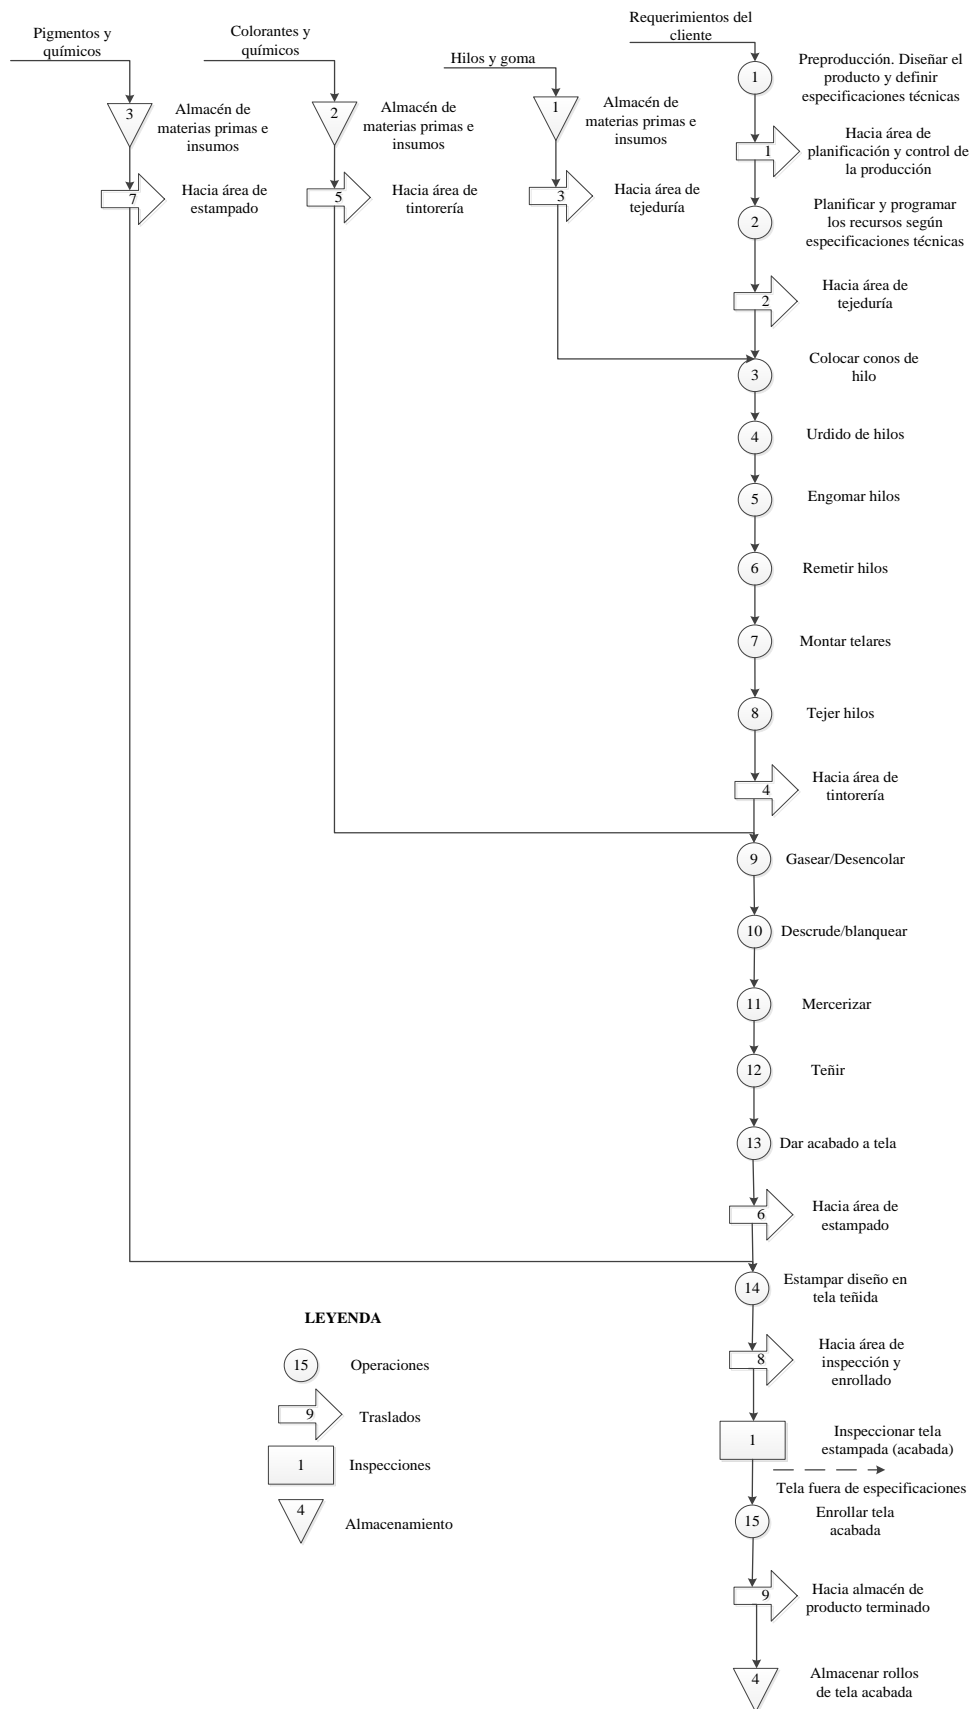 Pigmentos y
químicos
3
Almacén de
materias primas e
insumos
7
Hacia área de
estampado
Colorantes y
químicos
2
Almacén de
materias primas e
insumos
5
Hacia área de
tintorería
Hilos y goma
1
Almacén de
materias primas e
insumos
3
Hacia área de
tejeduría
Requerimientos del
cliente
1
Preproducción. Diseñar el
producto y definir
especificaciones técnicas
1
Hacia área de
planificación y control de
la producción
2
Planificar y programar
los recursos según
especificaciones técnicas
2
Hacia área de
tejeduría
3
Colocar conos de
hilo
4
Urdido de hilos
5
Engomar hilos
6
Remetir hilos
7
Montar telares
8
Tejer hilos
4
Hacia área de
tintorería
9
Gasear/Desencolar
10
Descrude/blanquear
11
Mercerizar
12
Teñir
13
Dar acabado a tela
6
Hacia área de
estampado
14
Estampar diseño en
tela teñida
8
Hacia área de
inspección y
enrollado
1
Inspeccionar tela
estampada (acabada)
Tela fuera de especificaciones
15
Enrollar tela
acabada
9
Hacia almacén de
producto terminado
4
Almacenar rollos
de tela acabada
LEYENDA
15
Operaciones
9
Traslados
1
Inspecciones
4
Almacenamiento